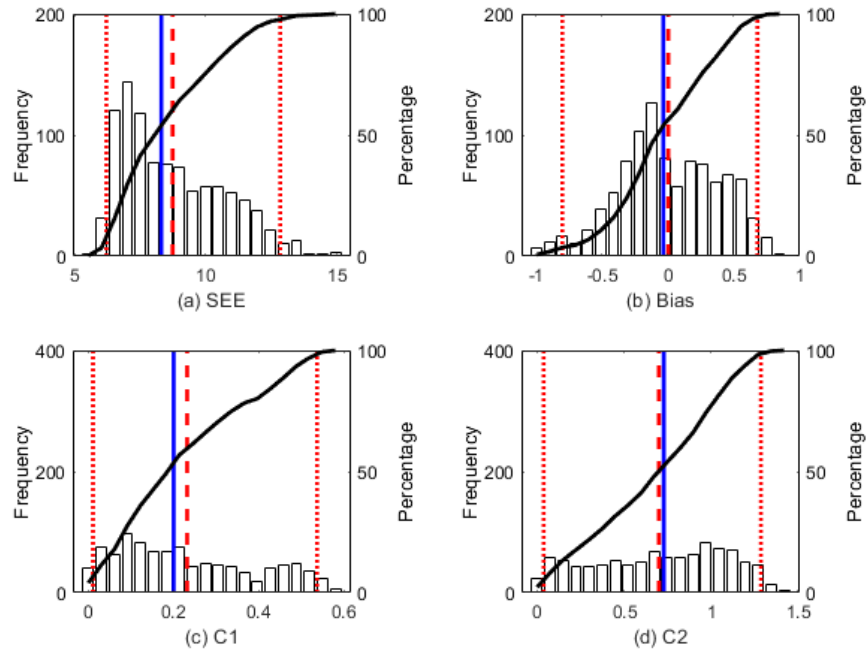 200 100 200 100
Frequency Percentage Frequency Percentage
100 50 100 50
0 0 0 0
5 10 15 -1 -0.5 0 0.5 1
(a) SEE (b) Bias
400 100 400 100
Frequency Percentage Frequency Percentage
200 50 200 50
0 0 0 0
0 0.2 0.4 0.6 0 0.5 1 1.5
(c) C1 (d) C2